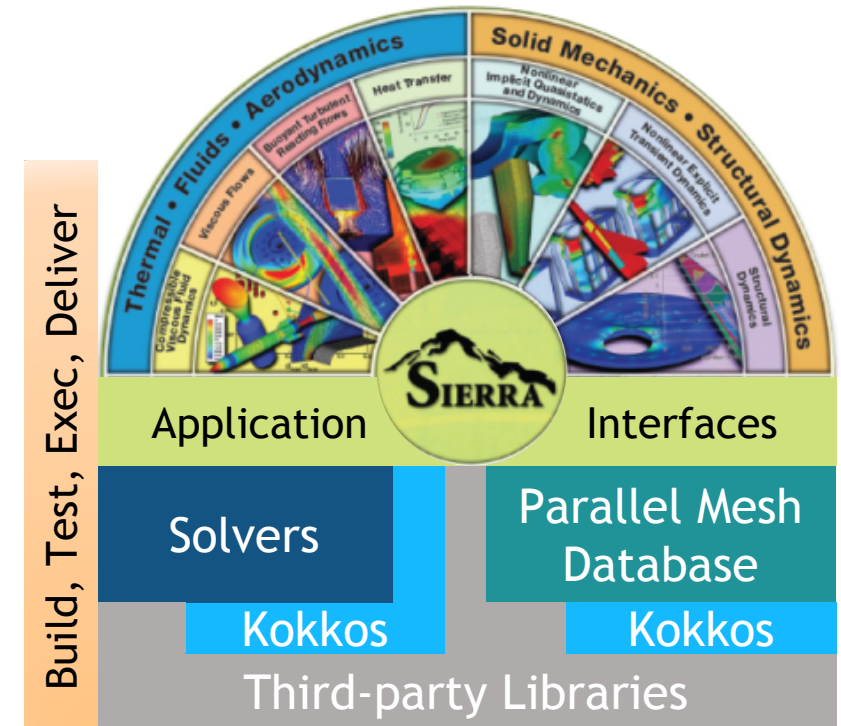 Thermal • Fluids • Aerodynamics
Solid Mechanics • Structural Dynamics
Compressible
Viscous Fluid
Dynamics
Viscous Flows
Buoyant Turbulent
Reacting Flows
Heat Transfer
Nonlinear
Implicit Quasistatics
and Dynamics
Nonlinear Explicit
Transient Dynamics
Structural
Dynamics
SIERRA
Build, Test, Exec, Deliver
Application
Interfaces
Solvers
Parallel Mesh
Database
Kokkos
Kokkos
Third-party Libraries